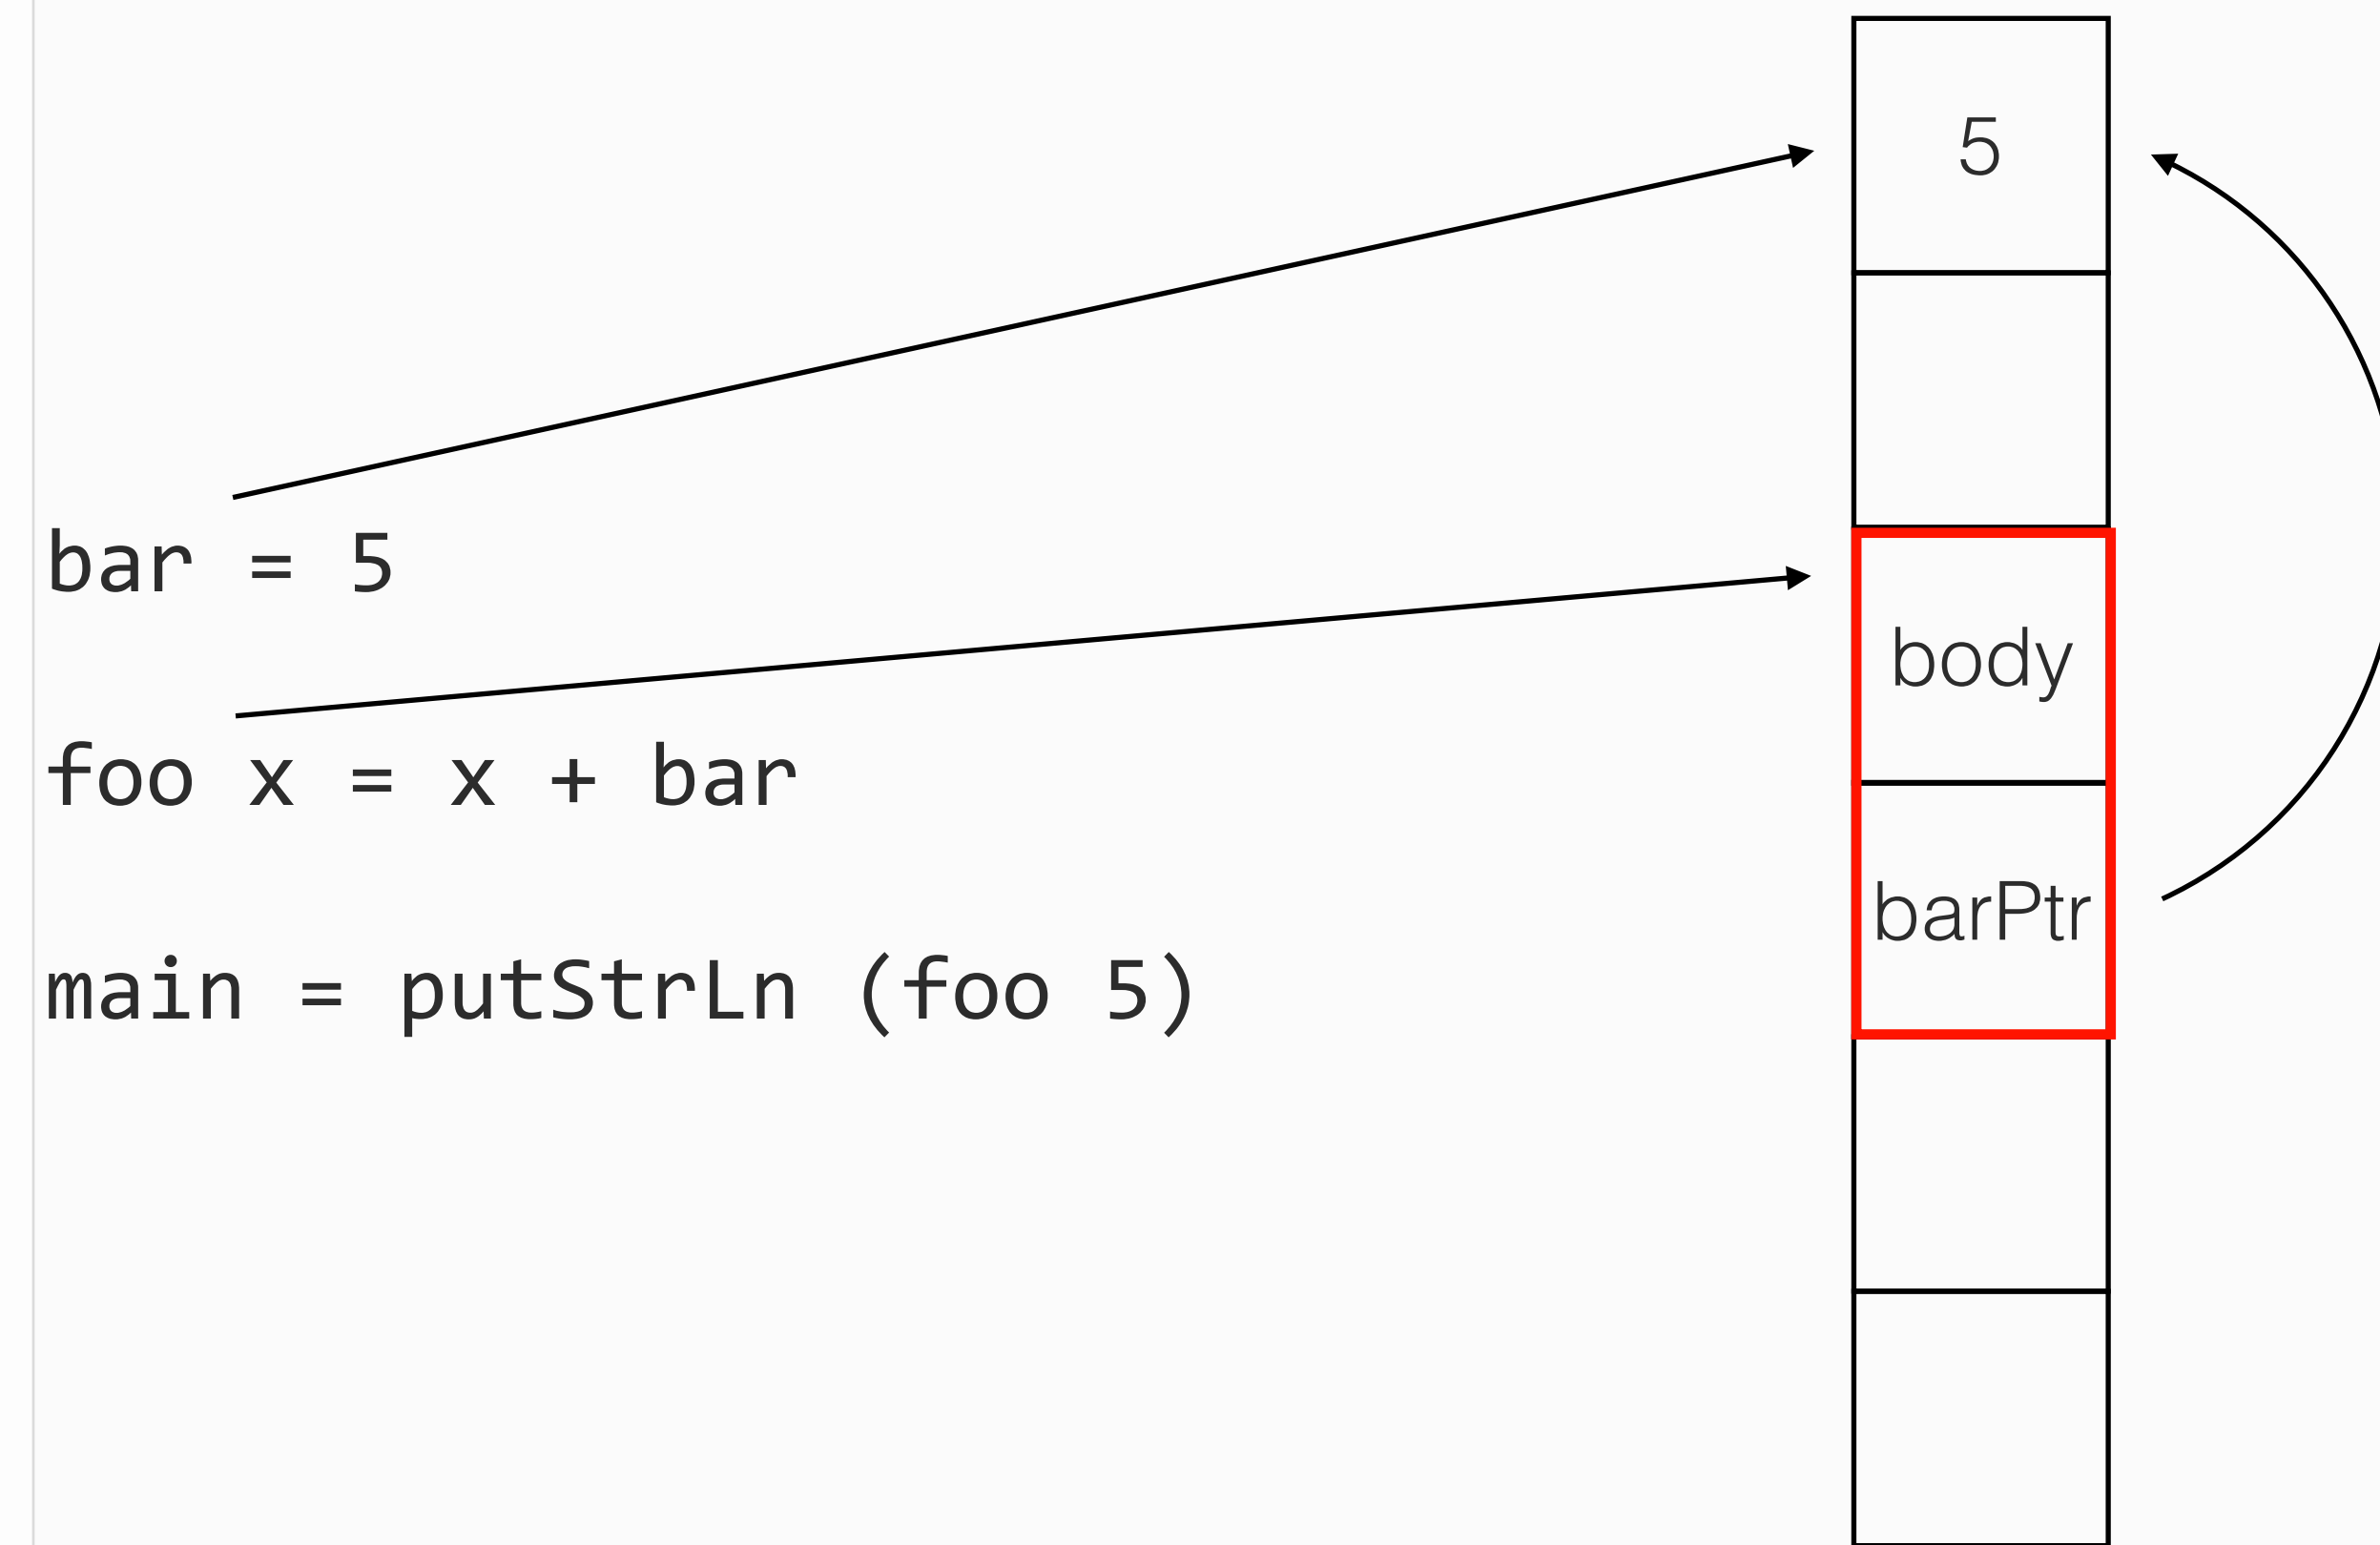 bar = 5
foo x = x + bar
main = putStrLn (foo 5)
5
body
barPtr